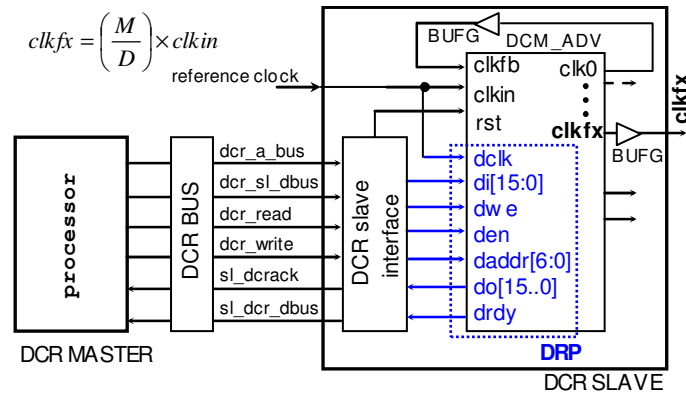 clkfx = (M/D) × clkin
BUFG
DCM_ADV
reference clock
clkfb
clk0
clkin
rst
clkfx
clkfx
BUFG
processor
DCR BUS
dcr_a_bus
dcr_sl_dbus
dcr_read
dcr_write
sl_dcrack
sl_dcr_dbus
DCR slave
interface
dclk
di[15:0]
dwe
den
daddr[6:0]
do[15..0]
drdy
DRP
DCR MASTER
DCR SLAVE